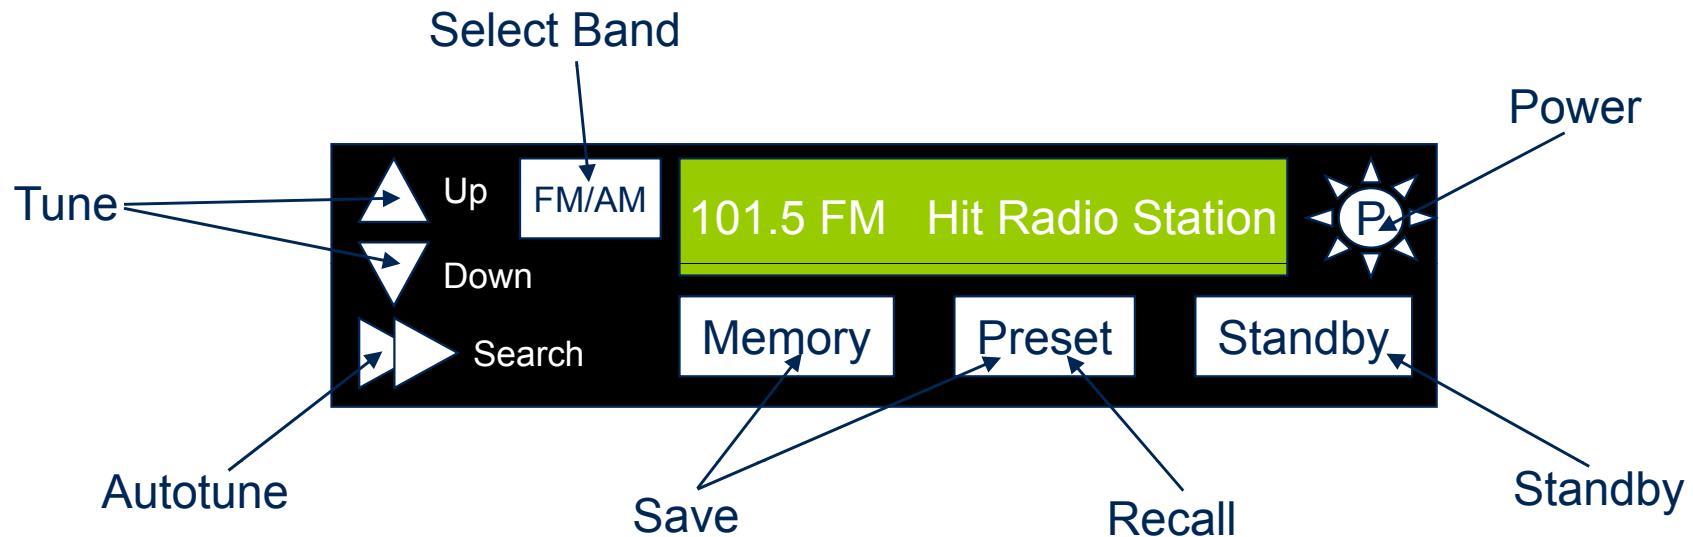 Select Band
Power
Tune
Up
FM/AM
101.5 FM Hit Radio Station
P
Down
Search
Memory
Preset
Standby
Autotune
Save
Recall
Standby